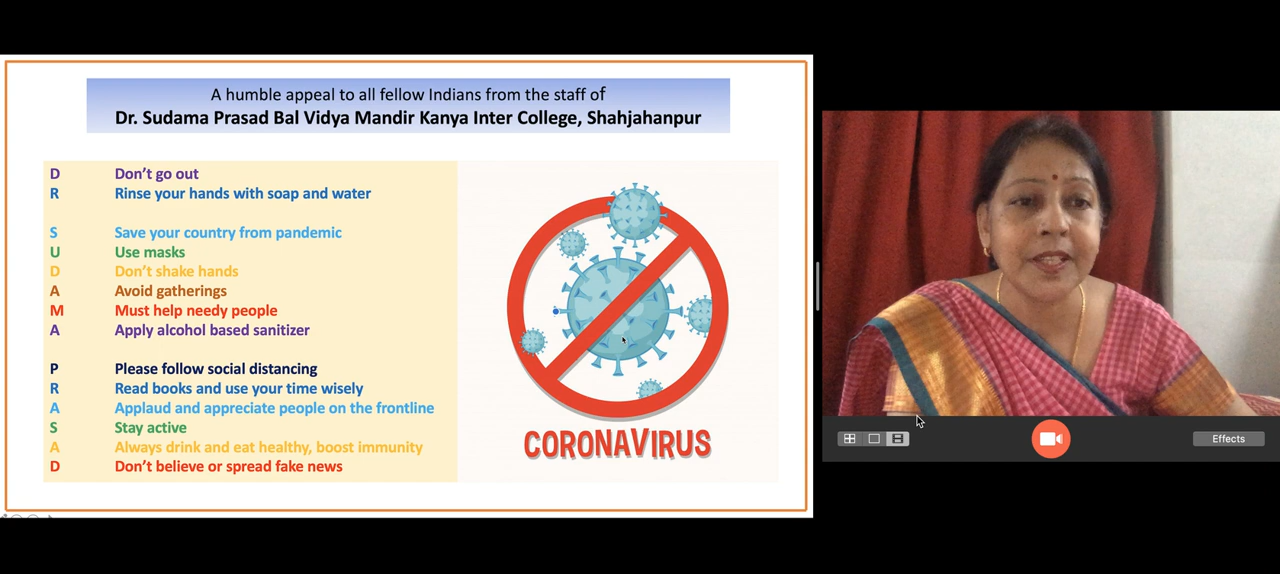 A humble appeal to all fellow Indians from the staff of
Dr. Sudama Prasad Bal Vidya Mandir Kanya Inter College, Shahjahanpur
D Don't go out
R Rinse your hands with soap and water
S Save your country from pandemic
U Use masks
D Don't shake hands
A Avoid gatherings
M Must help needy people
A Apply alcohol based sanitizer
P Please follow social distancing
R Read books and use your time wisely
A Applaud and appreciate people on the frontline
S Stay active
A Always drink and eat healthy, boost immunity
D Don't believe or spread fake news
CORONAVIRUS
Effects